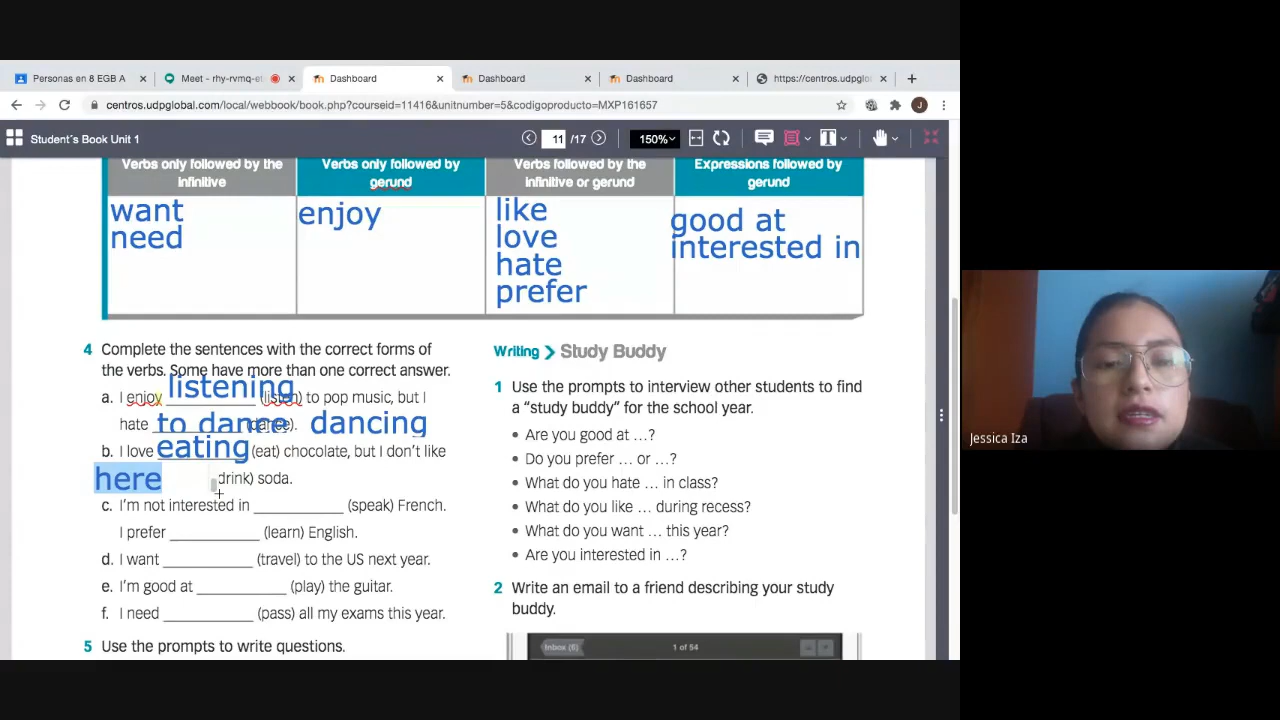 Personas en 8 EGB A
Meet - rhy-rvmq-et
Dashboard
Dashboard
Dashboard
https://centros.udpglobal
centros.udpglobal.com/local/webbook/book.php?courseid=11416&unitnumber=5&codigoproducto=MXP161657
J
Student´s Book Unit 1
11 /17
150%
Verbs only followed by the infinitive
Verbs only followed by gerund
Verbs followed by the infinitive or gerund
Expressions followed by gerund
want
need
enjoy
like
love
hate
prefer
good at
interested in
4 Complete the sentences with the correct forms of
the verbs. Some have more than one correct answer.
a. I enjoy listening (listen) to pop music, but I
hate to dance (dance). dancing
b. I love eating (eat) chocolate, but I don't like
here drink) soda.
c. I'm not interested in ____________ (speak) French.
I prefer ____________ (learn) English.
d. I want ____________ (travel) to the US next year.
e. I'm good at ____________ (play) the guitar.
f. I need ____________ (pass) all my exams this year.
5 Use the prompts to write questions.
Writing > Study Buddy
1 Use the prompts to interview other students to find
a “study buddy” for the school year.
• Are you good at …?
• Do you prefer … or …?
• What do you hate … in class?
• What do you like … during recess?
• What do you want … this year?
• Are you interested in …?
2 Write an email to a friend describing your study
buddy.
Inbox (6)
1 of 54
Jessica Iza